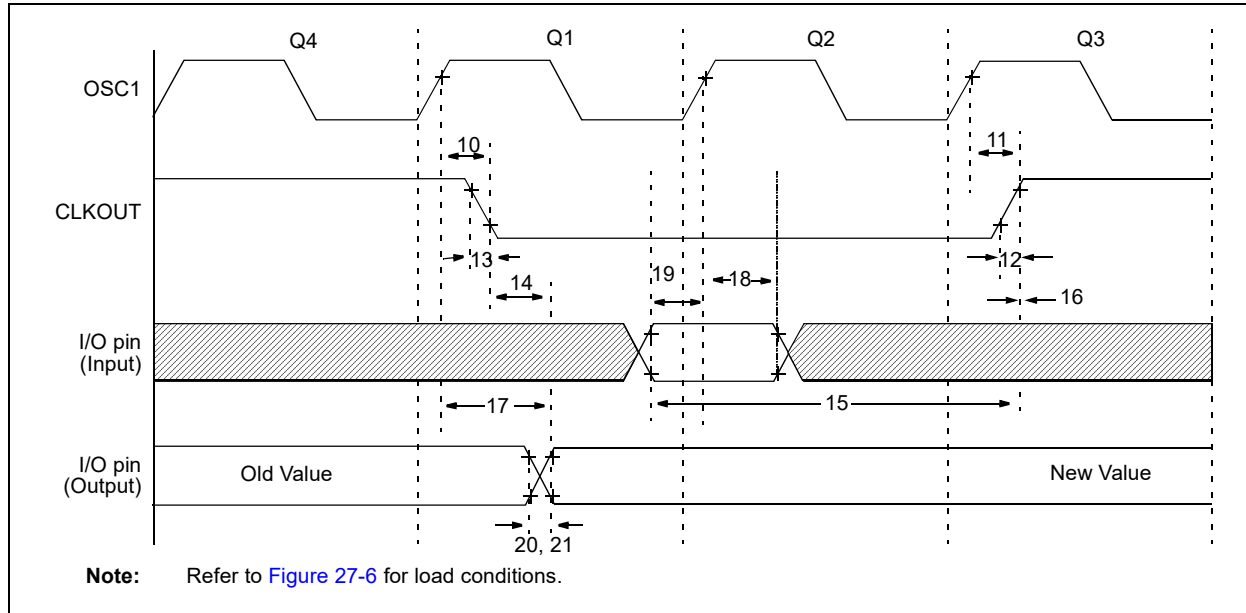 Q4 Q1 Q2 Q3
OSC1
10 11
CLKOUT
13 19 18 12
14 16
I/O pin
(Input)
17 15
I/O pin
(Output)
Old Value New Value
20, 21
Note: Refer to Figure 27-6 for load conditions.